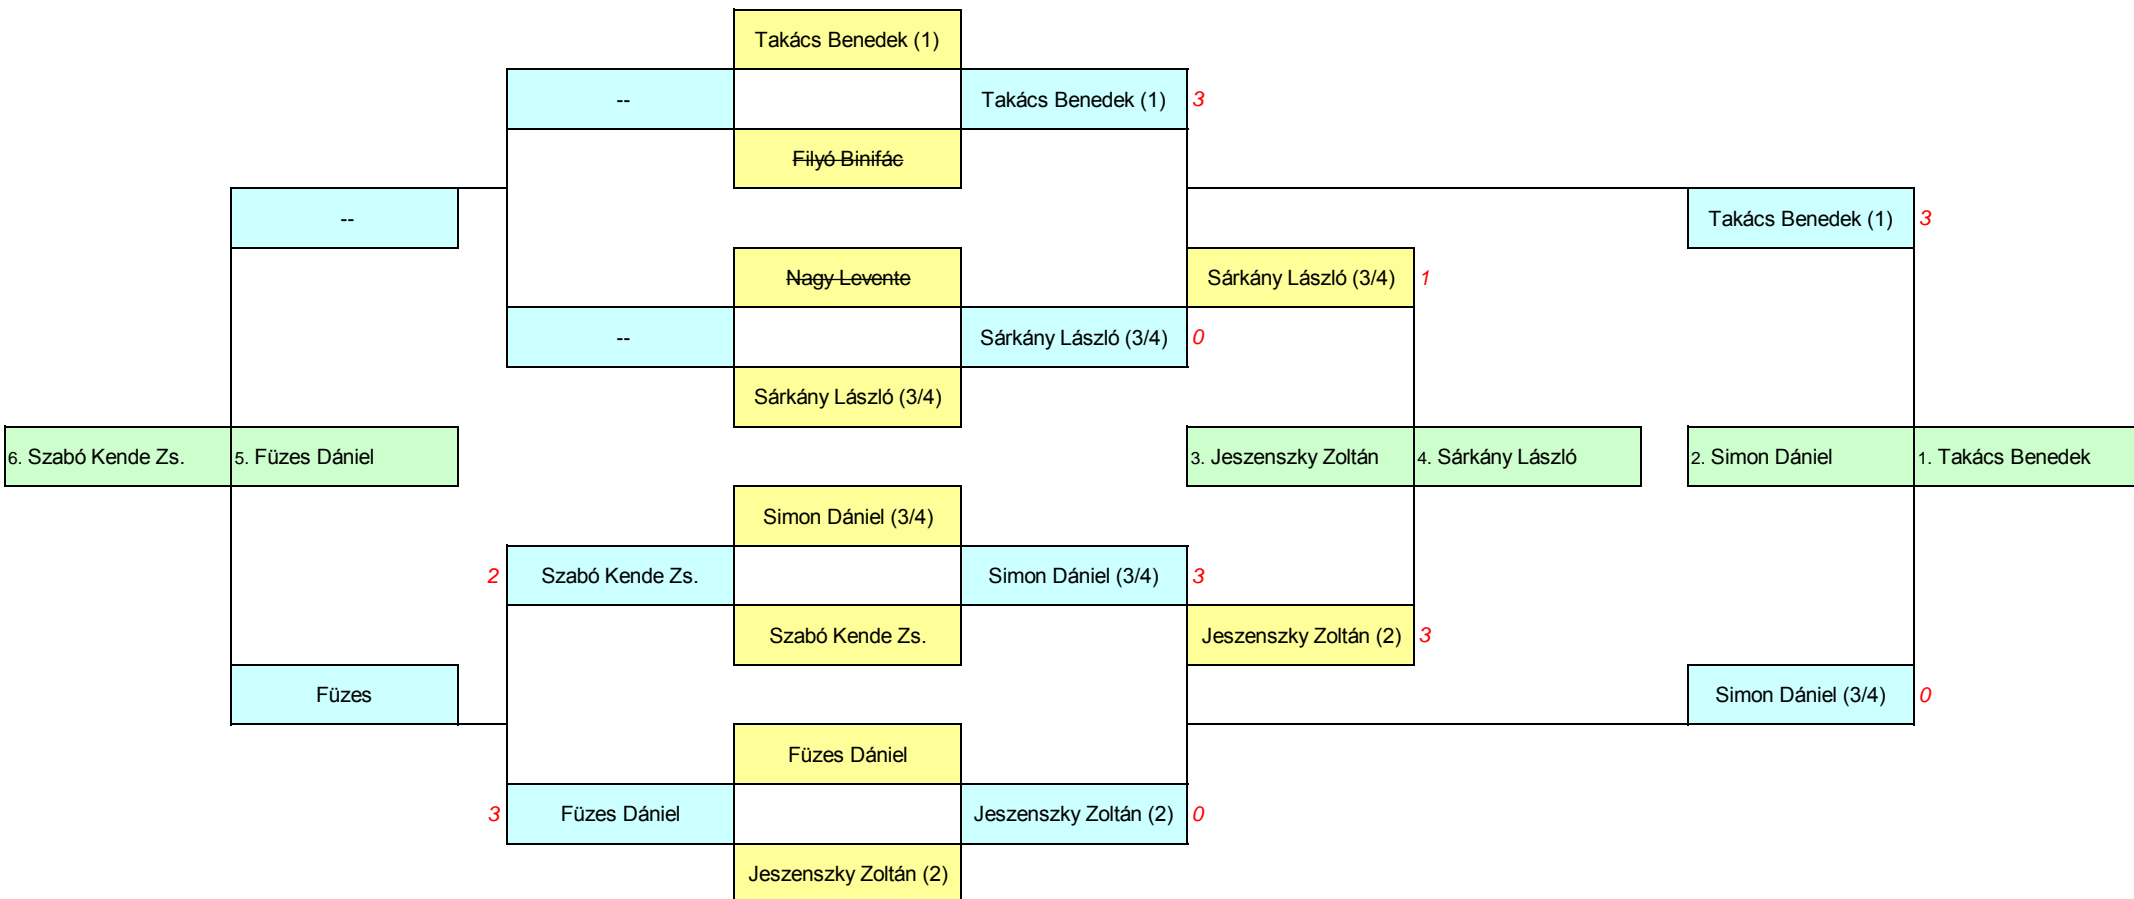 Takács Benedek (1)
-- Takács Benedek (1) 3
Filyó Binifác
-- Takács Benedek (1) 3
Nagy Levente Sárkány László (3/4) 1
-- Sárkány László (3/4) 0
Sárkány László (3/4)
6. Szabó Kende Zs. 5. Füzes Dániel 3. Jeszenszky Zoltán 4. Sárkány László 2. Simon Dániel 1. Takács Benedek
Simon Dániel (3/4)
2 Szabó Kende Zs. Simon Dániel (3/4) 3
Szabó Kende Zs. Jeszenszky Zoltán (2) 3
Füzes Simon Dániel (3/4) 0
Füzes Dániel
3 Füzes Dániel Jeszenszky Zoltán (2) 0
Jeszenszky Zoltán (2)